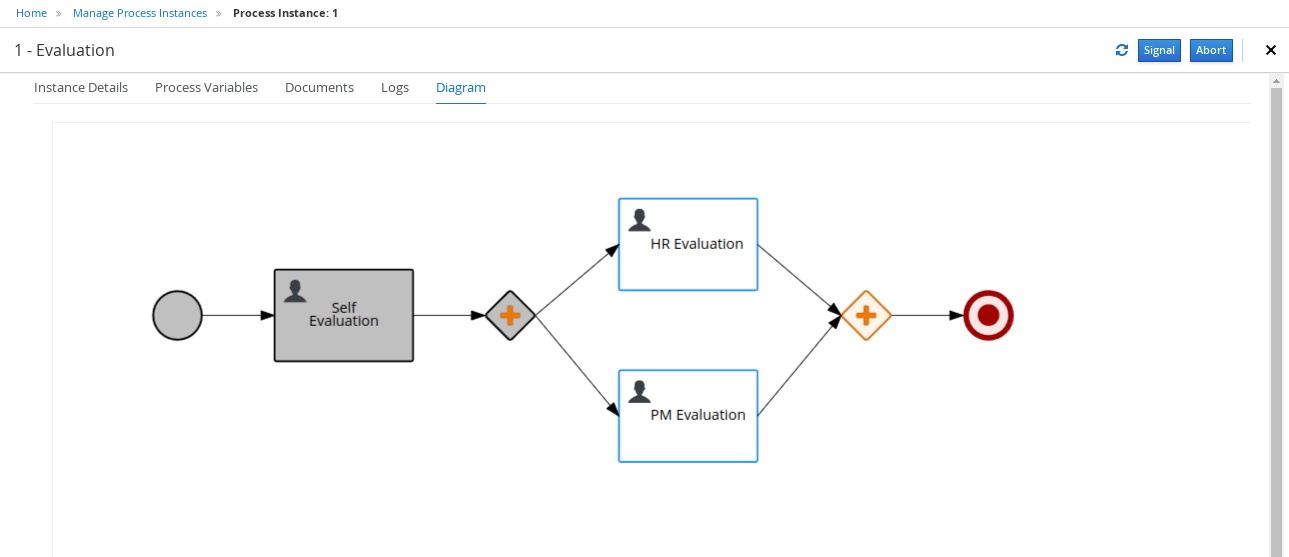 Home » Manage Process Instances » Process Instance: 1
1 - Evaluation
Signal
Abort
Instance Details
Process Variables
Documents
Logs
Diagram
HR Evaluation
Self
Evaluation
PM Evaluation